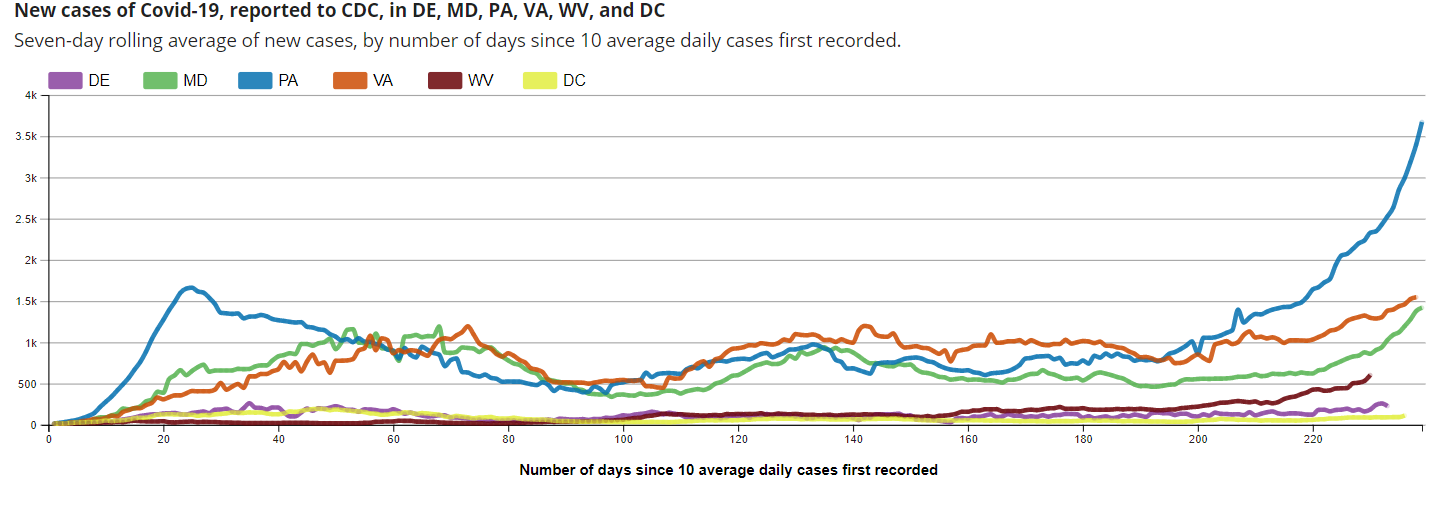 New cases of Covid-19, reported to CDC, in DE, MD, PA, VA, WV, and DC
Seven-day rolling average of new cases, by number of days since 10 average daily cases first recorded.
DE MD PA VA WV DC
4k
3.5k
3k
2.5k
2k
1.5k
1k
500
0
0 20 40 60 80 100 120 140 160 180 200 220
Number of days since 10 average daily cases first recorded